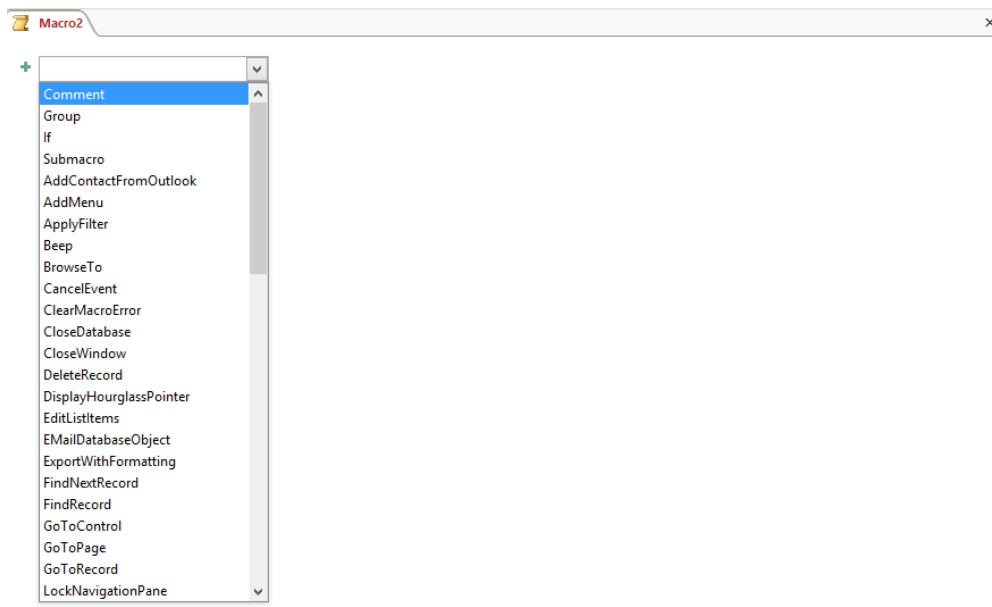 Macro2
Comment
Group
If
Submacro
AddContactFromOutlook
AddMenu
ApplyFilter
Beep
BrowseTo
CancelEvent
ClearMacroError
CloseDatabase
CloseWindow
DeleteRecord
DisplayHourglassPointer
EditListItems
EMailDatabaseObject
ExportWithFormatting
FindNextRecord
FindRecord
GoToControl
GoToPage
GoToRecord
LockNavigationPane